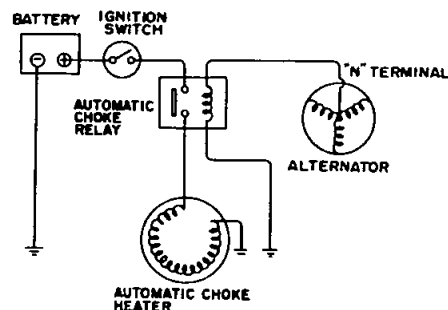 BATTERY
IGNITION
SWITCH
"N" TERMINAL
AUTOMATIC
CHOKE
RELAY
ALTERNATOR
AUTOMATIC CHOKE
HEATER